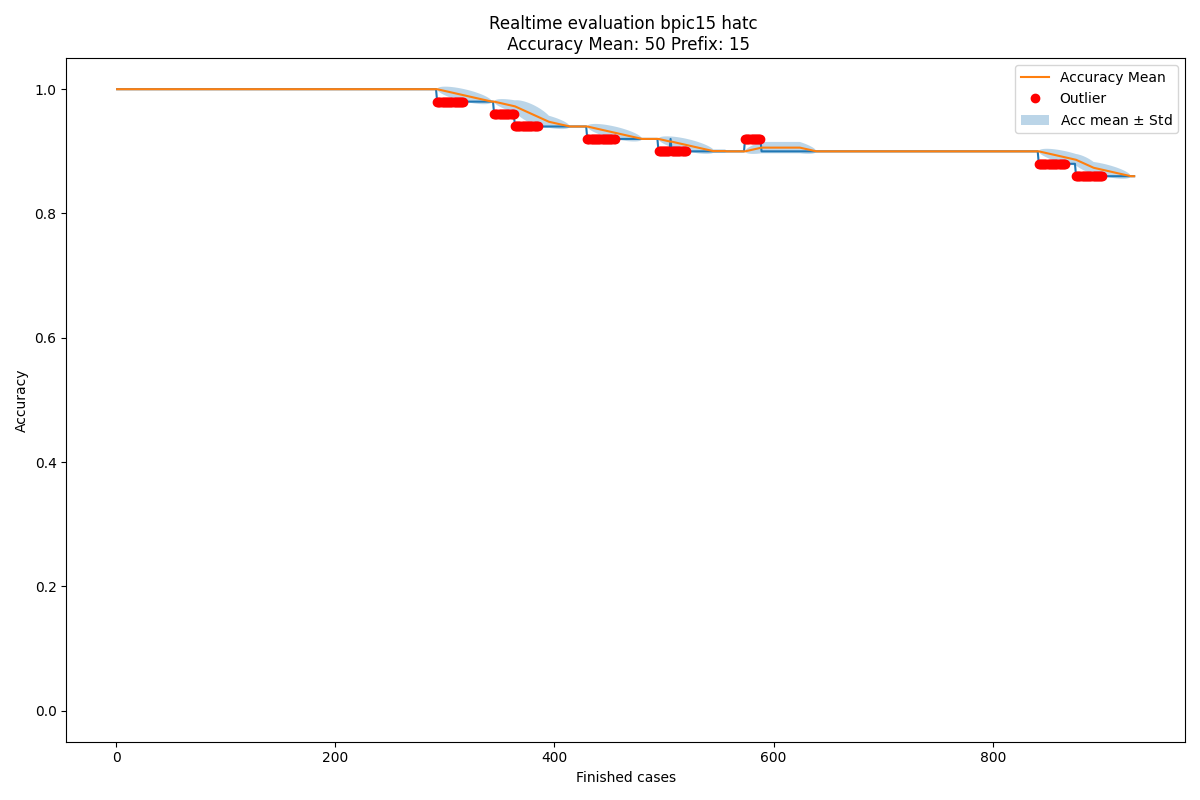 Realtime evaluation bpic15 hatc
Accuracy Mean: 50 Prefix: 15
Accuracy Mean
Outlier
Acc mean ± Std
1.0
0.8
0.6
0.4
0.2
0.0
Accuracy
0
200
400
600
800
Finished cases